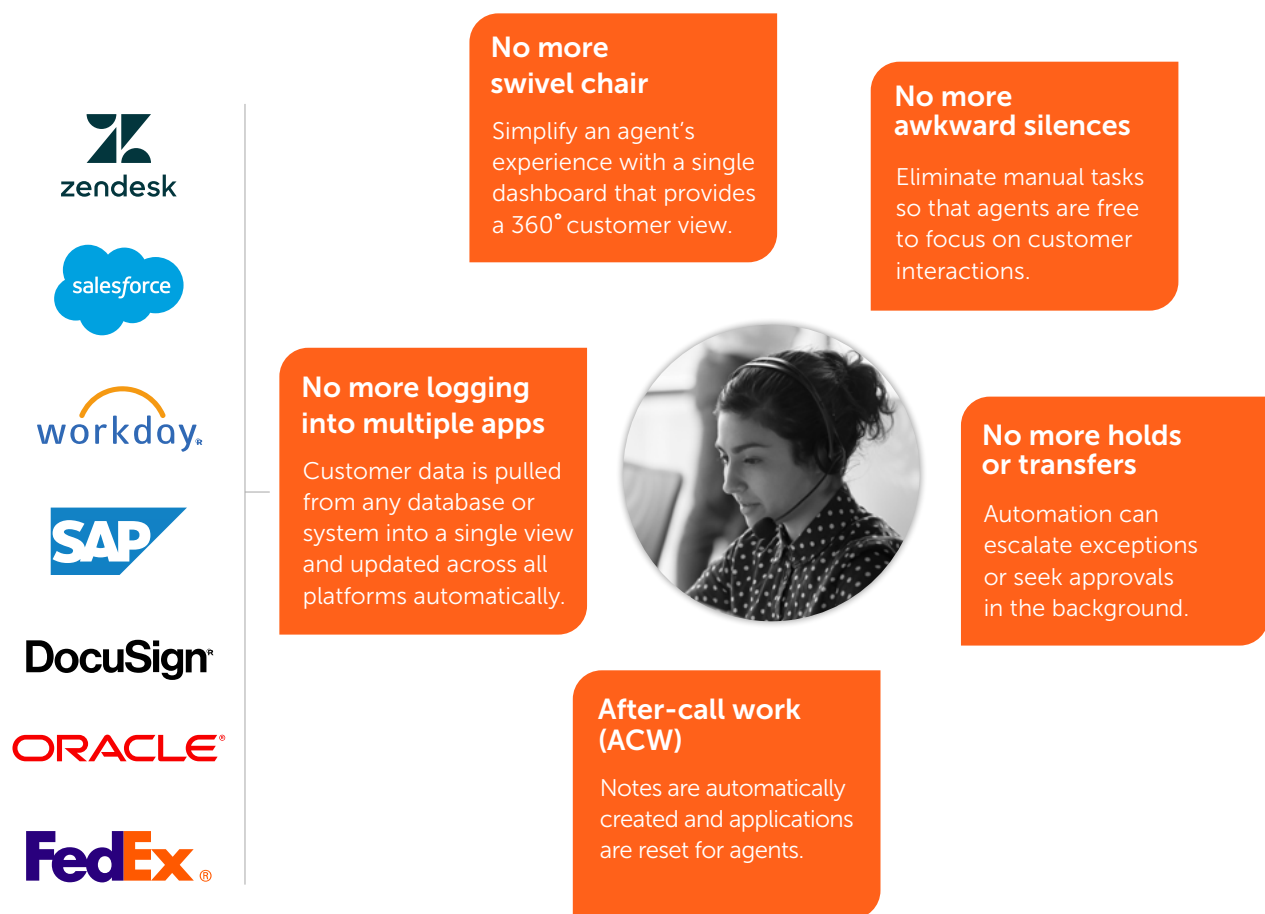 zendesk
salesforce
workday®
SAP
DocuSign®
ORACLE®
FedEx®
No more
swivel chair
Simplify an agent's
experience with a single
dashboard that provides
a 360° customer view.
No more
awkward silences
Eliminate manual tasks
so that agents are free
to focus on customer
interactions.
No more logging
into multiple apps
Customer data is pulled
from any database or
system into a single view
and updated across all
platforms automatically.
No more holds
or transfers
Automation can
escalate exceptions
or seek approvals
in the background.
After-call work
(ACW)
Notes are automatically
created and applications
are reset for agents.